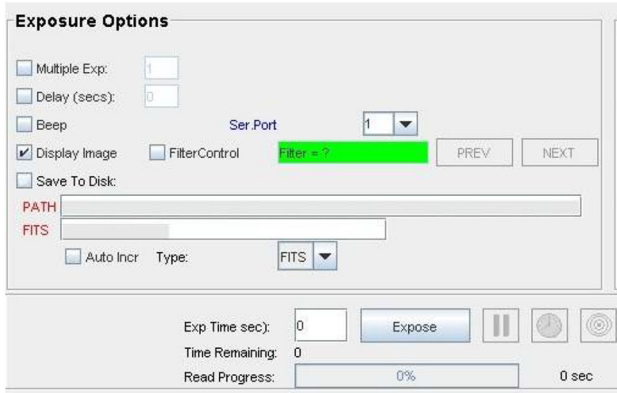 Exposure Options
Multiple Exp: 1
Delay (secs): 0
Beep Ser.Port 1
Display Image FilterControl Filter = ? PREV NEXT
Save To Disk:
PATH
FITS
Auto Incr Type: FITS
Exp Time sec): 0 Expose
Time Remaining: 0
Read Progress: 0% 0 sec